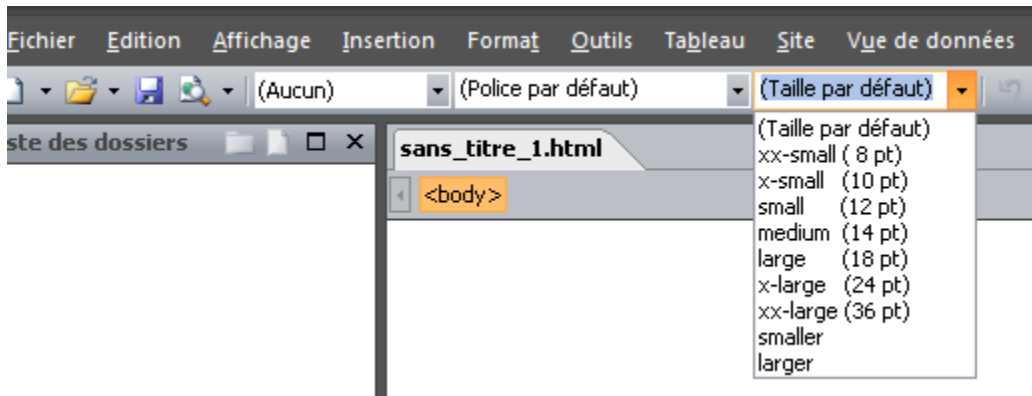 Fichier Edition Affichage Insertion Format Outils Tableau Site Vue de données
(Aucun) (Police par défaut) (Taille par défaut)
ste des dossiers
sans_titre_1.html
<body>
(Taille par défaut)
xx-small ( 8 pt)
x-small (10 pt)
small (12 pt)
medium (14 pt)
large (18 pt)
x-large (24 pt)
xx-large (36 pt)
smaller
larger